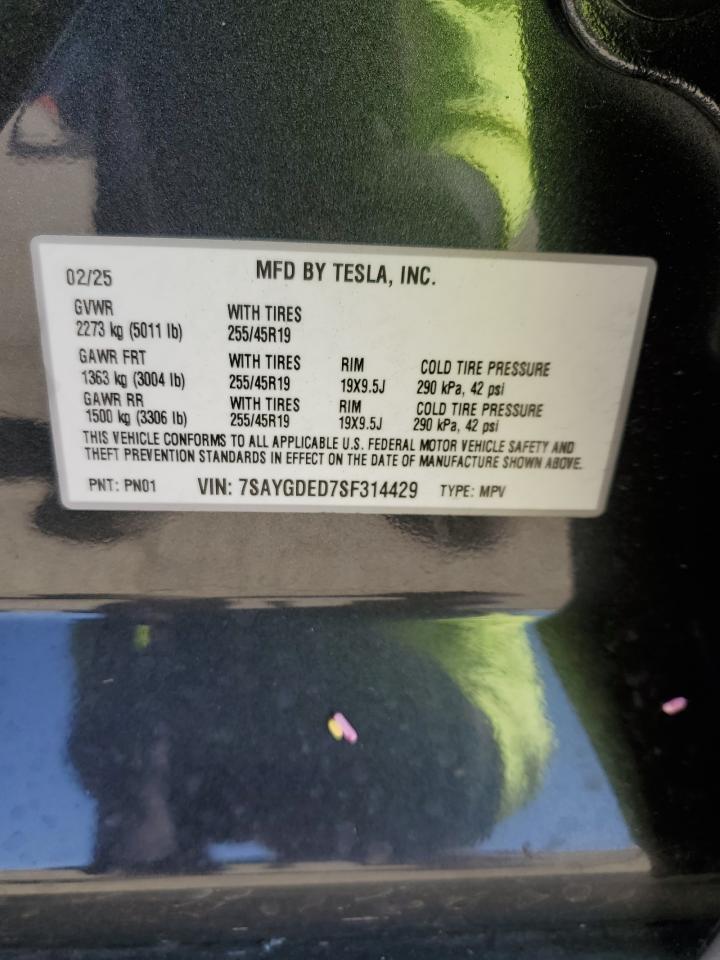 02/25 MFD BY TESLA, INC.
GVWR WITH TIRES
2273 kg (5011 lb) 255/45R19
GAWR FRT WITH TIRES RIM COLD TIRE PRESSURE
1363 kg (3004 lb) 255/45R19 19X9.5J 290 kPa, 42 psi
GAWR RR WITH TIRES RIM COLD TIRE PRESSURE
1500 kg (3306 lb) 255/45R19 19X9.5J 290 kPa, 42 psi
THIS VEHICLE CONFORMS TO ALL APPLICABLE U.S. FEDERAL MOTOR VEHICLE SAFETY AND
THEFT PREVENTION STANDARDS IN EFFECT ON THE DATE OF MANUFACTURE SHOWN ABOVE.
PNT: PN01 VIN: 7SAYGDED7SF314429 TYPE: MPV